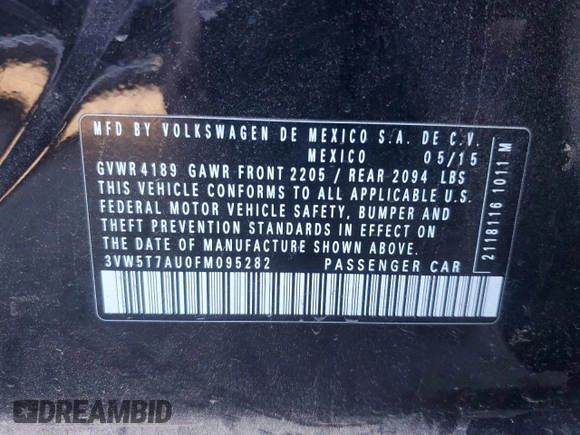 MFD BY VOLKSWAGEN DE MEXICO S.A. DE C.V.
MEXICO 05/15
GVWR 4189 GAWR FRONT 2205 / REAR 2094 LBS
THIS VEHICLE CONFORMS TO ALL APPLICABLE U.S.
FEDERAL MOTOR VEHICLE SAFETY, BUMPER AND
THEFT PREVENTION STANDARDS IN EFFECT ON
THE DATE OF MANUFACTURE SHOWN ABOVE.
3VW5T7AU0FM095282 PASSENGER CAR
2118116 1011 M
DREAMBID